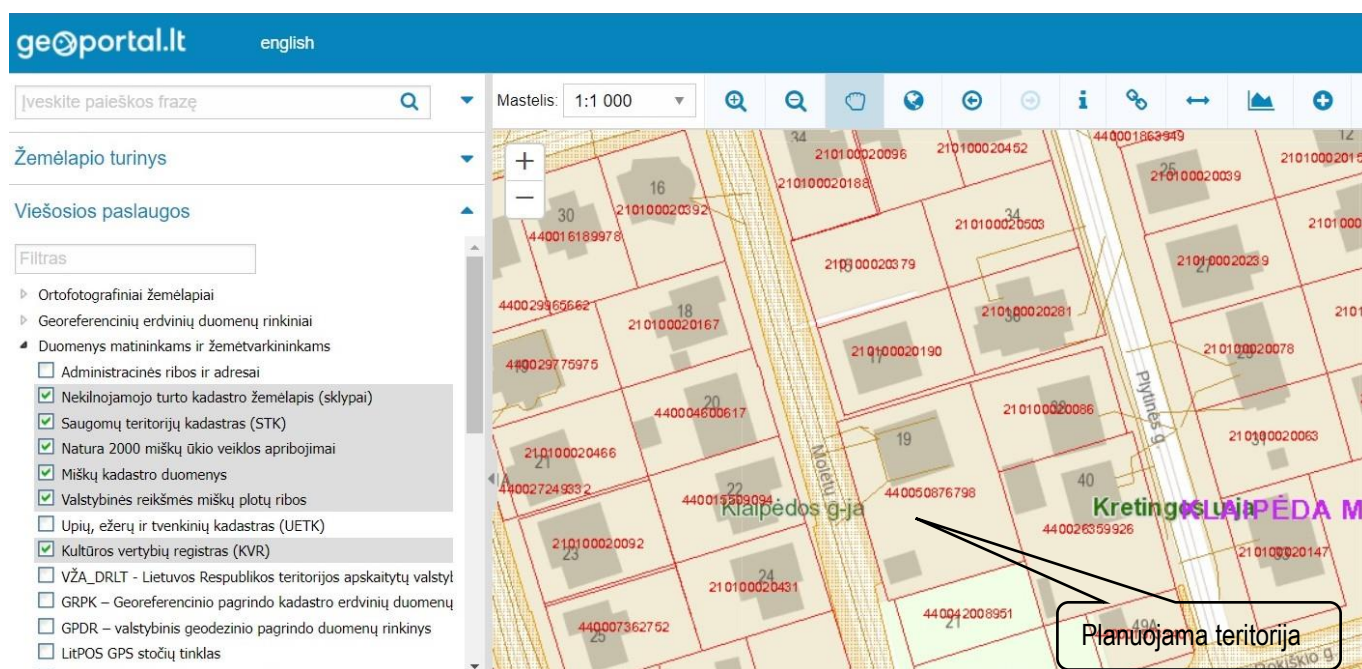 geoportal.lt
english
Įveskite paieškos frazę
Mastelis:
1:1 000
Žemėlapio turinys
Viešosios paslaugos
Filtras
Ortofotografiniai žemėlapiai
Georeferencinių erdvinių duomenų rinkiniai
Duomenys matininkams ir žemėtvarkininkams
Administracinės ribos ir adresai
Nekilnojamojo turto kadastro žemėlapis (sklypai)
Saugomų teritorijų kadastras (STK)
Natura 2000 miškų ūkio veiklos apribojimai
Miškų kadastro duomenys
Valstybinės reikšmės miškų plotų ribos
Upių, ežerų ir tvenkinių kadastras (UETK)
Kultūros vertybių registras (KVR)
VŽA_DRLT - Lietuvos Respublikos teritorijos apskaitytų valstyb
GRPK – Georeferencinio pagrindo kadastro erdvinių duomenų
GPDR – valstybinis geodezinio pagrindo duomenų rinkinys
LitPOS GPS stočių tinklas
34
440001863949
12
210100020096
210100020452
25
210100020039
21010002015
210100020188
16
210100020392
30
440016189978
34
210100020503
2101000
210100020379
27
210100020239
440029965662
18
210100020167
210100020281
2101
210100020190
17
210100020078
440029775975
20
440004600617
Plytinės g.
210100020086
19
210100020466
21
31
210100020063
Molėtų g.
440027249332
22
440015509094
440050876798
40
Klaipėdos g-ja
Kretingos u-ja
KLAIPĖDA M
440026359926
210100020092
23
210100020147
33
24
210100020431
440042008951
21
440007362752
25
49A
Planuojama teritorija